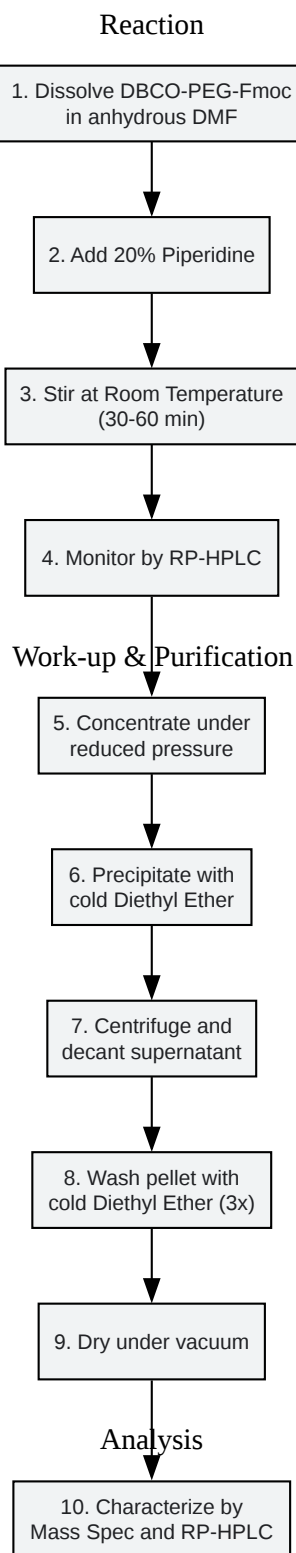 Reaction
1. Dissolve DBCO-PEG-Fmoc
in anhydrous DMF
2. Add 20% Piperidine
3. Stir at Room Temperature
(30-60 min)
4. Monitor by RP-HPLC
Work-up & Purification
5. Concentrate under
reduced pressure
6. Precipitate with
cold Diethyl Ether
7. Centrifuge and
decant supernatant
8. Wash pellet with
cold Diethyl Ether (3x)
9. Dry under vacuum
Analysis
10. Characterize by
Mass Spec and RP-HPLC